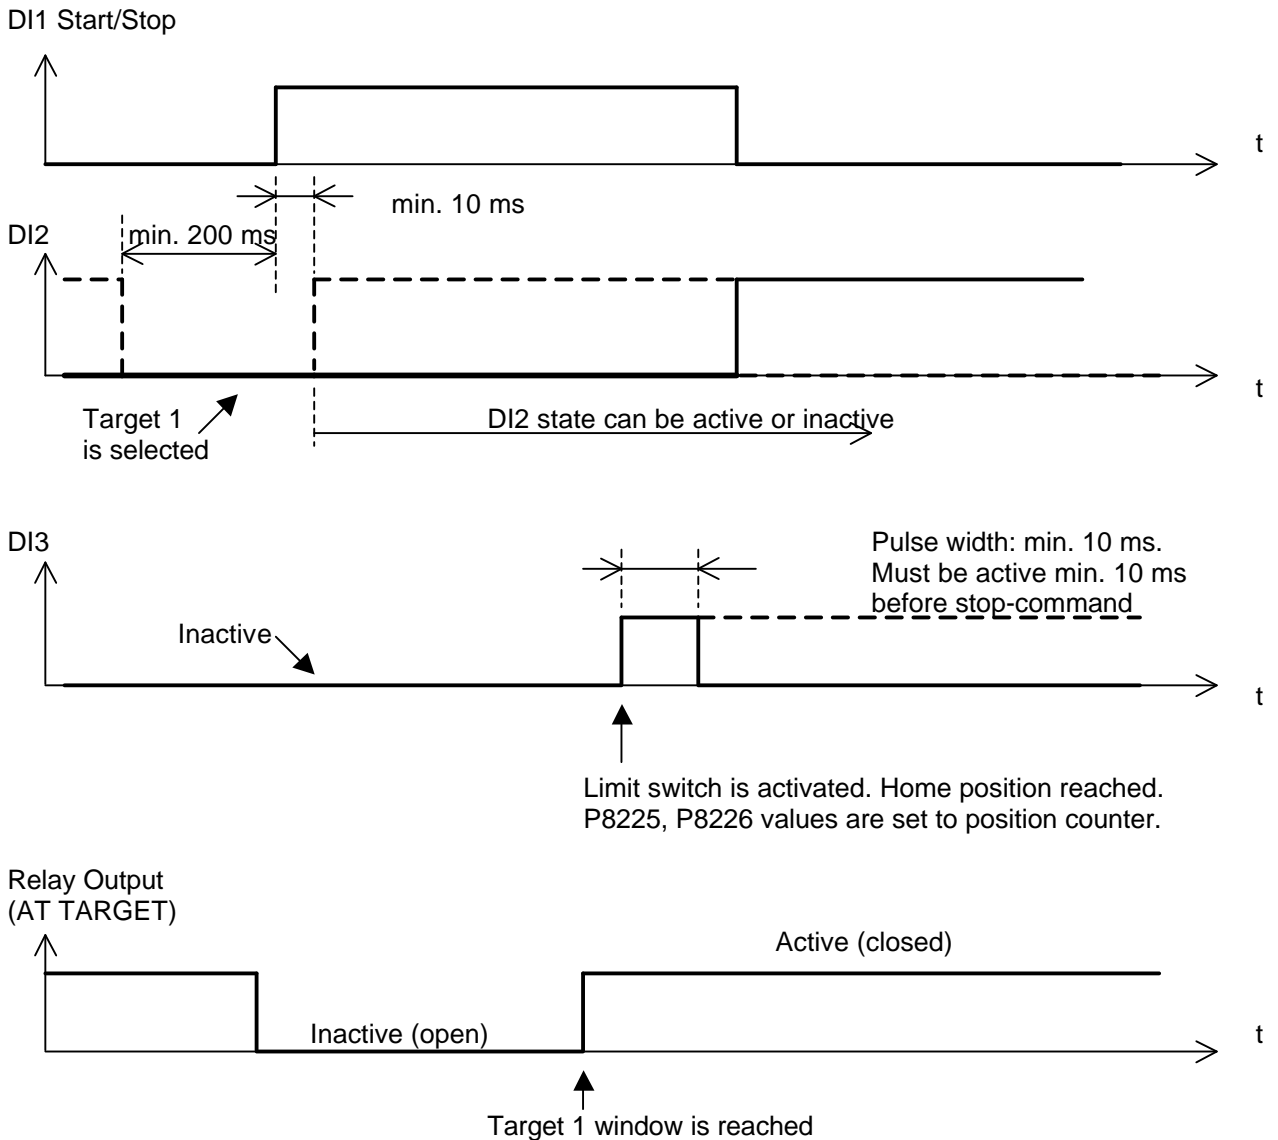 DI1 Start/Stop
t
min. 10 ms
DI2
min. 200 ms
t
Target 1
is selected
DI2 state can be active or inactive
DI3
Pulse width: min. 10 ms.
Must be active min. 10 ms
before stop-command
Inactive
t
Limit switch is activated. Home position reached.
P8225, P8226 values are set to position counter.
Relay Output
(AT TARGET)
Active (closed)
Inactive (open)
t
Target 1 window is reached